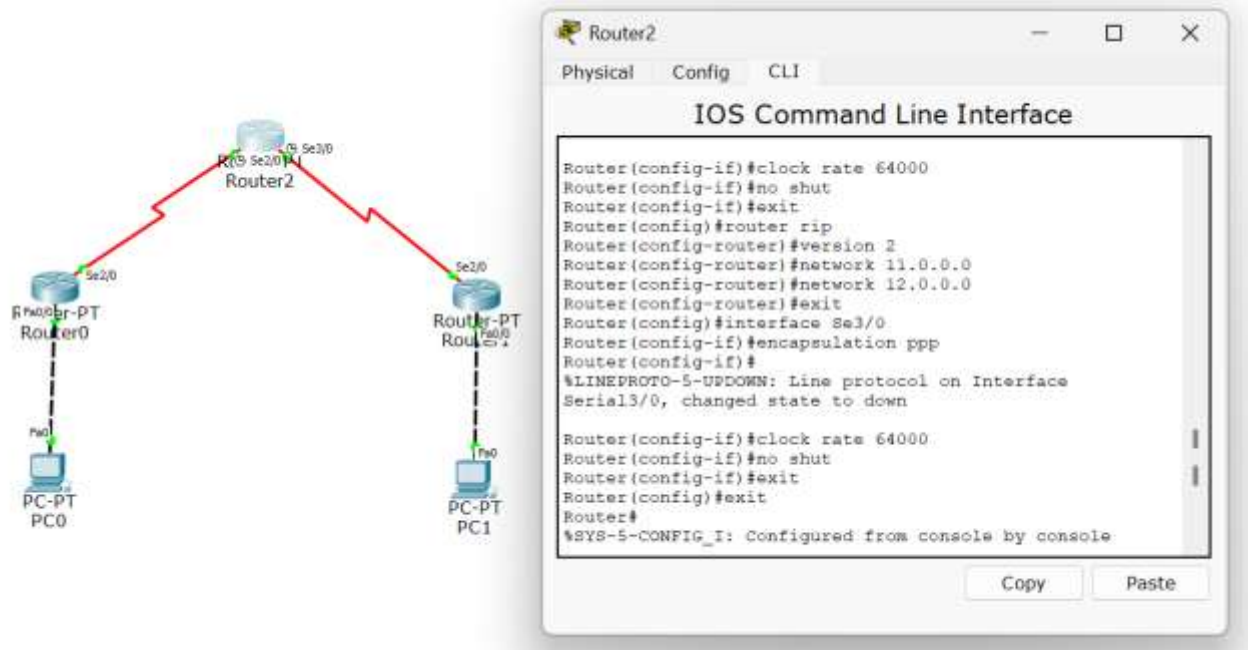 Se3/0
Se2/0
Router2
Se2/0
Fa0/0
Router0
Fa0
PC-PT
PC0
Se2/0
Router-PT
Fa0/0
Fa0
PC-PT
PC1
Router2
Physical Config CLI
IOS Command Line Interface
Router(config-if)#clock rate 64000
Router(config-if)#no shut
Router(config-if)#exit
Router(config)#router rip
Router(config-router)#version 2
Router(config-router)#network 11.0.0.0
Router(config-router)#network 12.0.0.0
Router(config-router)#exit
Router(config)#interface Se3/0
Router(config-if)#encapsulation ppp
Router(config-if)#
%LINEPROTO-5-UPDOWN: Line protocol on Interface
Serial3/0, changed state to down
Router(config-if)#clock rate 64000
Router(config-if)#no shut
Router(config-if)#exit
Router(config)#exit
Router#
%SYS-5-CONFIG_I: Configured from console by console
Copy Paste